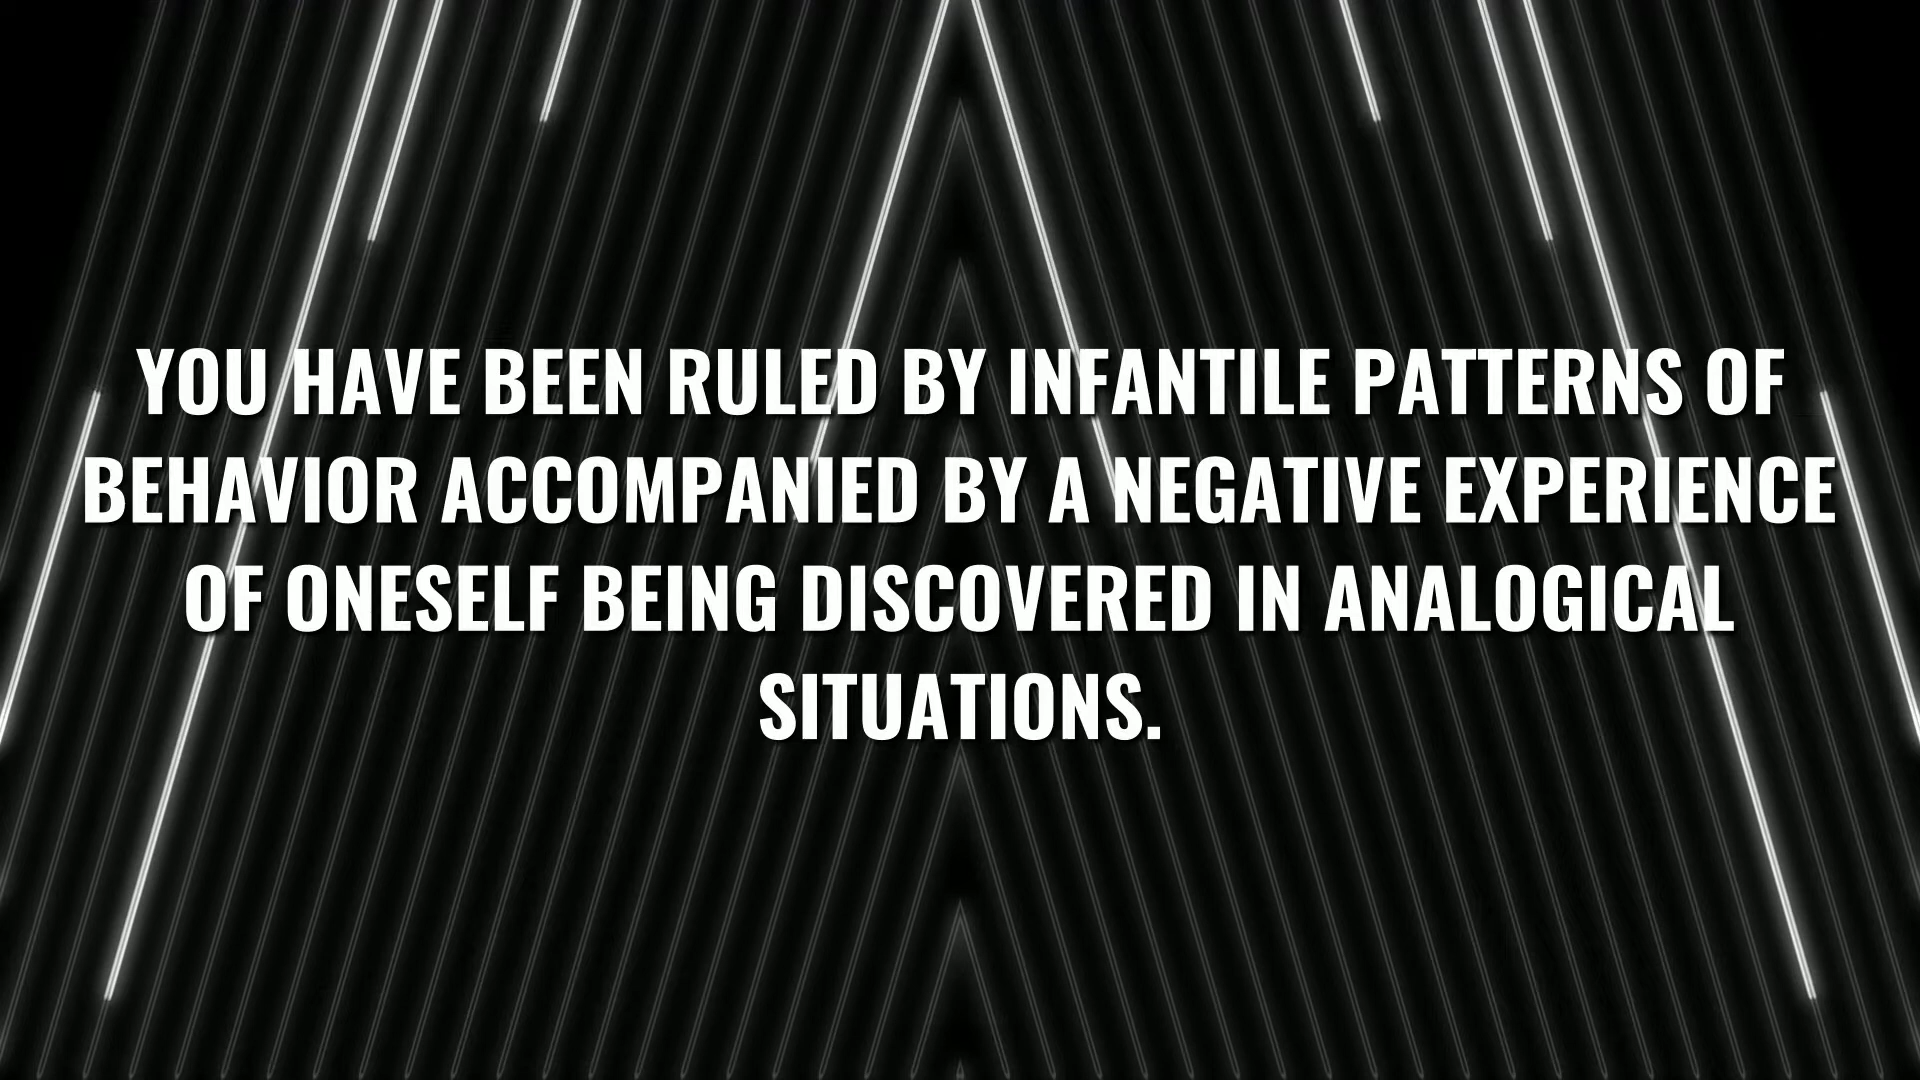 YOU HAVE BEEN RULED BY INFANTILE PATTERNS OF
BEHAVIOR ACCOMPANIED BY A NEGATIVE EXPERIENCE
OF ONESELF BEING DISCOVERED IN ANALOGICAL
SITUATIONS.